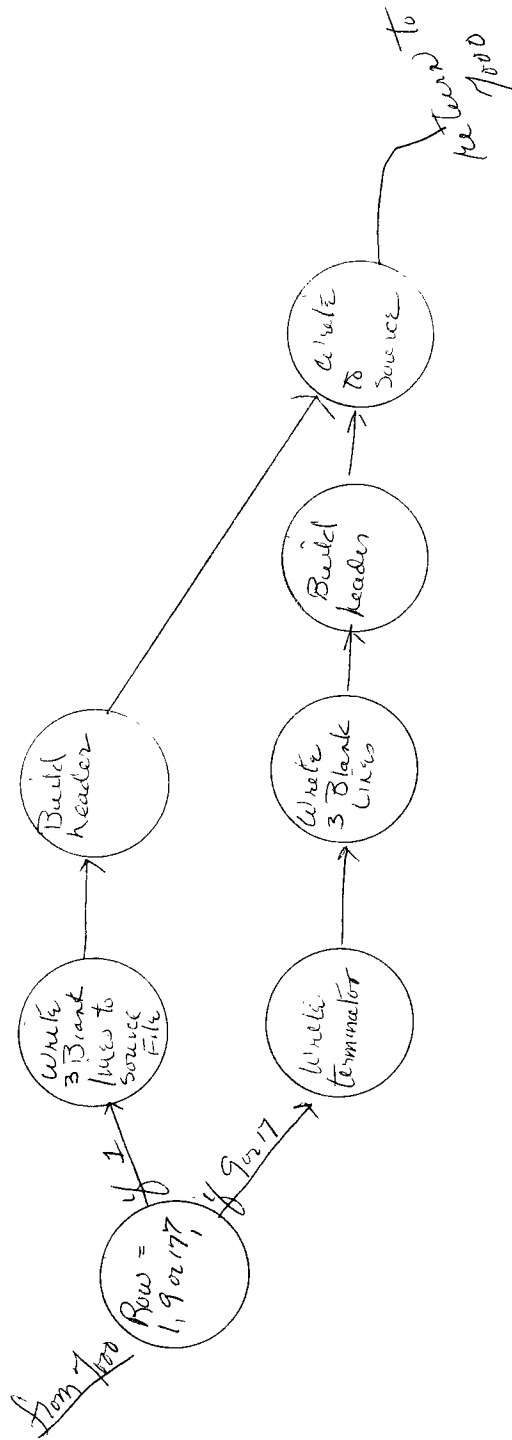 from 7000
Row =
1, 9 or 17?
if 1
if 9 or 17
Write
3 Blank
lines to
source
File
Build
header
Write
terminator
Write
3 Blank
Lines
Build
header
Write
to
source
return to
7000